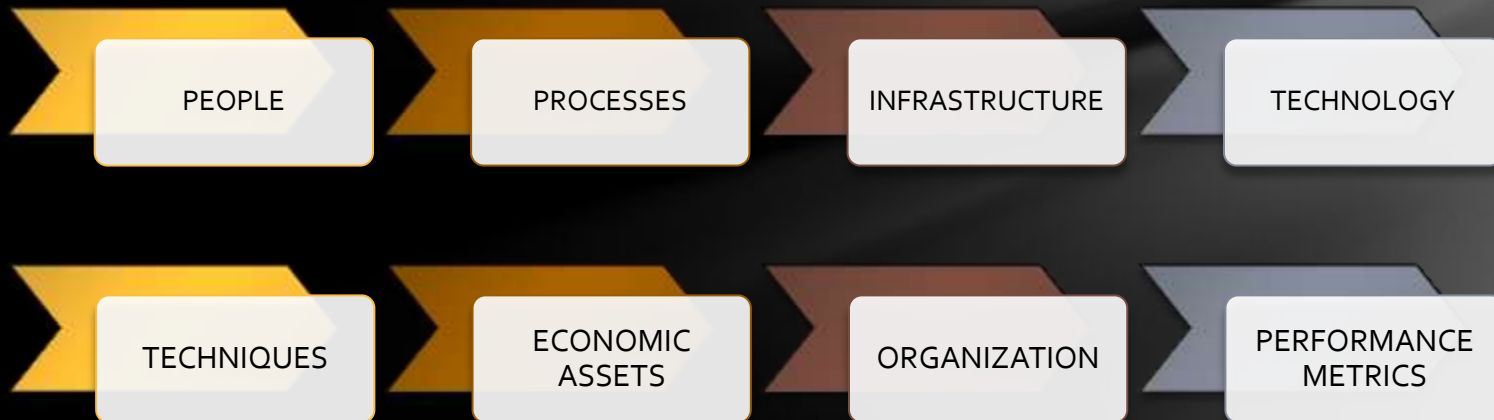 PEOPLE
PROCESSES
INFRASTRUCTURE
TECHNOLOGY
TECHNIQUES
ECONOMIC
ASSETS
ORGANIZATION
PERFORMANCE
METRICS